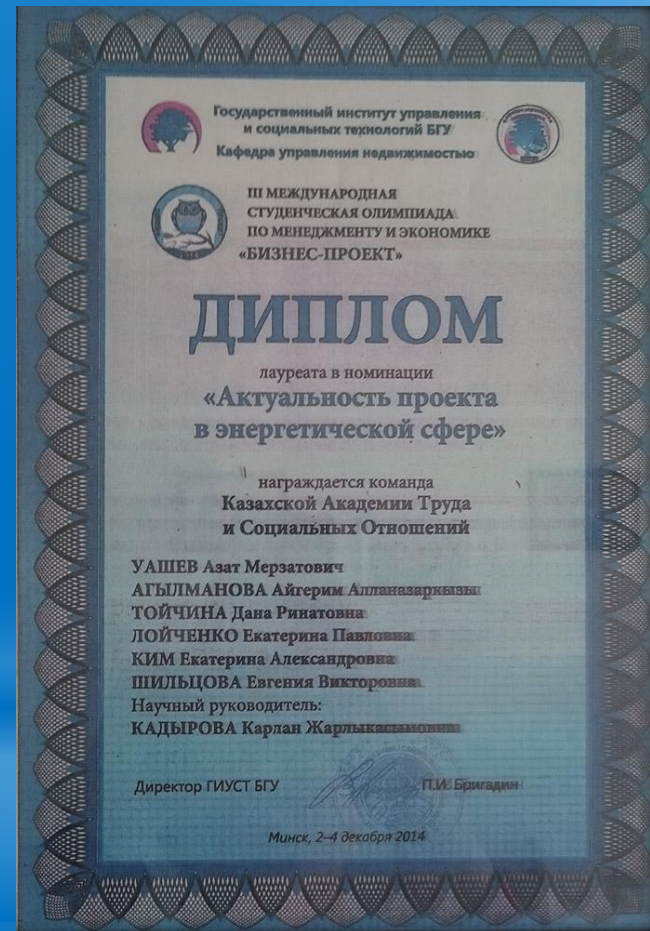 Государственный институт управления
и социальных технологий БГУ
Кафедра управления недвижимостью
III МЕЖДУНАРОДНАЯ
СТУДЕНЧЕСКАЯ ОЛИМПИАДА
ПО МЕНЕДЖМЕНТУ И ЭКОНОМИКЕ
«БИЗНЕС-ПРОЕКТ»
ДИПЛОМ
лауреата в номинации
«Актуальность проекта
в энергетической сфере»
награждается команда
Казахской Академии Труда
и Социальных Отношений
УАШЕВ Азат Мерзатович
АГЫЛМАНОВА Айгерим Алланазаркызы
ТОЙЧИНА Дана Ринатовна
ЛОЙЧЕНКО Екатерина Павловна
КИМ Екатерина Александровна
ШИЛЬЦОВА Евгения Викторовна
Научный руководитель:
КАДЫРОВА Карлан Жарлыкасымовна
Директор ГИУСТ БГУ
П.И. Бригадин
Минск, 2–4 декабря 2014